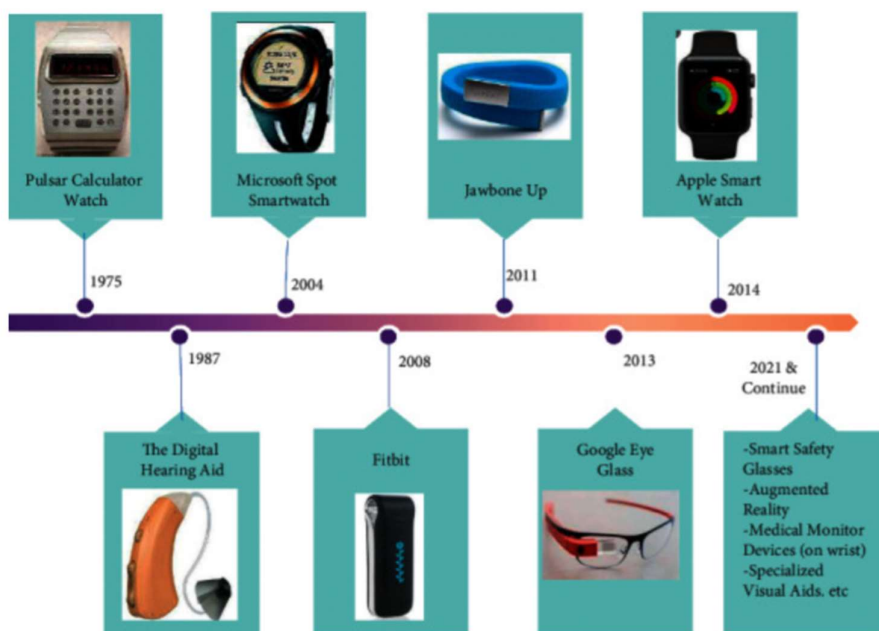 Pulsar Calculator
Watch
Microsoft Spot
Smartwatch
Jawbone Up
Apple Smart
Watch
1975
2004
2011
2014
1987
2008
2013
2021 &
Continue
The Digital
Hearing Aid
Fitbit
Google Eye
Glass
-Smart Safety
Glasses
-Augmented
Reality
-Medical Monitor
Devices (on wrist)
-Specialized
Visual Aids. etc